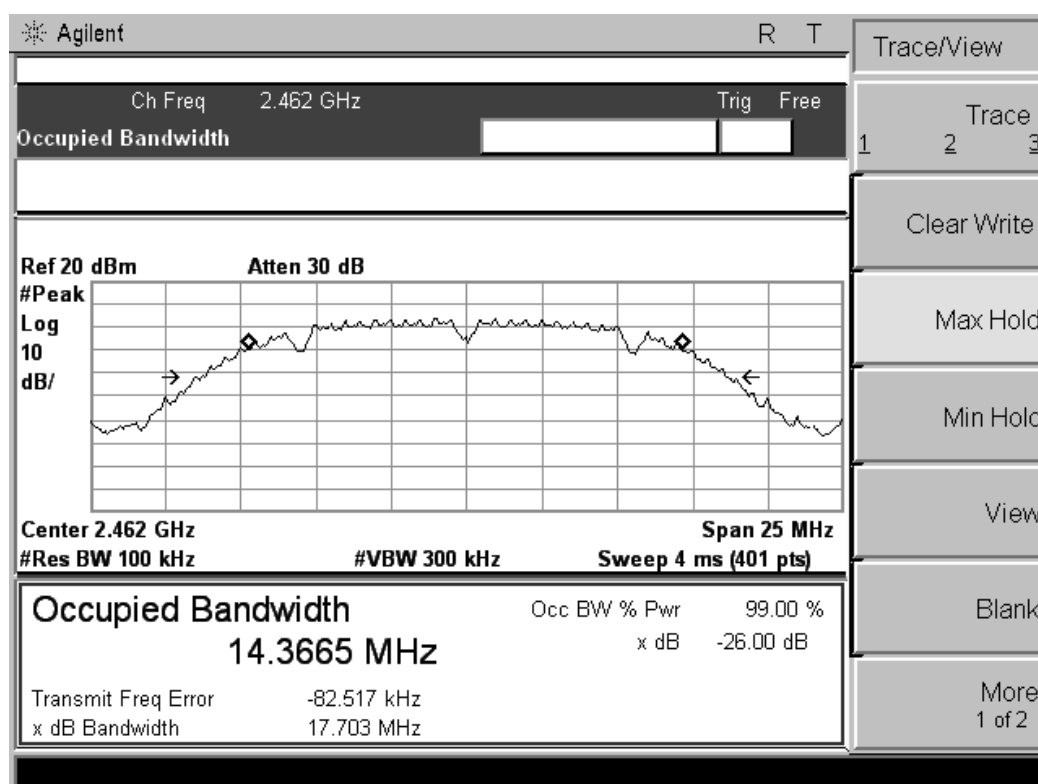 Agilent R T
Ch Freq 2.462 GHz Trig Free
Occupied Bandwidth
Ref 20 dBm Atten 30 dB
#Peak
Log
10
dB/
Center 2.462 GHz Span 25 MHz
#Res BW 100 kHz #VBW 300 kHz Sweep 4 ms (401 pts)
Occupied Bandwidth
14.3665 MHz
Occ BW % Pwr 99.00 %
x dB -26.00 dB
Transmit Freq Error -82.517 kHz
x dB Bandwidth 17.703 MHz
Trace/View
Trace
1 2 3
Clear Write
Max Hold
Min Hold
View
Blank
More
1 of 2